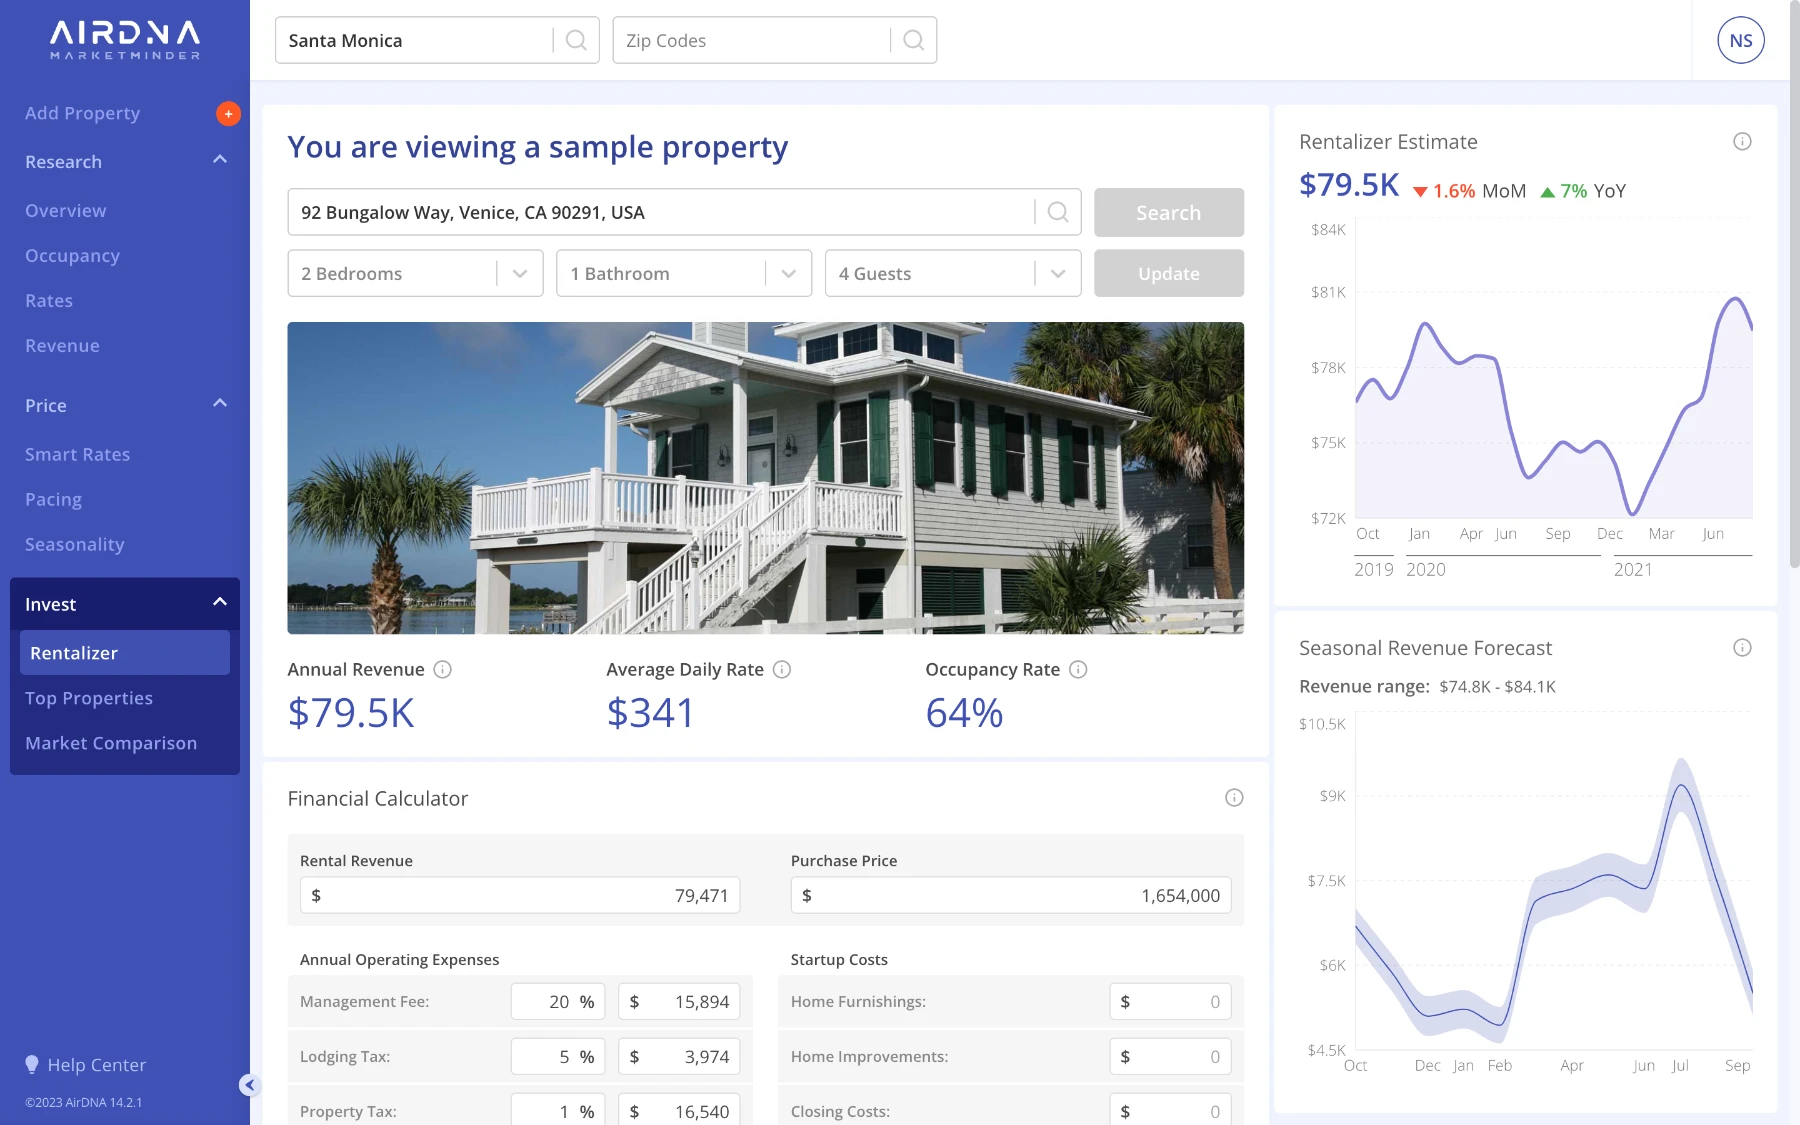 AIRDNA
MARKETMINDER
Add Property
+
Research
Overview
Occupancy
Rates
Revenue
Price
Smart Rates
Pacing
Seasonality
Invest
Rentalizer
Top Properties
Market Comparison
Help Center
©2023 AirDNA 14.2.1
Santa Monica
Zip Codes
NS
You are viewing a sample property
92 Bungalow Way, Venice, CA 90291, USA
Search
2 Bedrooms
1 Bathroom
4 Guests
Update
Annual Revenue
$79.5K
Average Daily Rate
$341
Occupancy Rate
64%
Financial Calculator
Rental Revenue
$ 79,471
Purchase Price
$ 1,654,000
Annual Operating Expenses
Management Fee: 20 % $ 15,894
Lodging Tax: 5 % $ 3,974
Property Tax: 1 % $ 16,540
Startup Costs
Home Furnishings: $ 0
Home Improvements: $ 0
Closing Costs: $ 0
Rentalizer Estimate
$79.5K 1.6% MoM 7% YoY
$84K
$81K
$78K
$75K
$72K
Oct Jan Apr Jun Sep Dec Mar Jun
2019 2020 2021
Seasonal Revenue Forecast
Revenue range: $74.8K - $84.1K
$10.5K
$9K
$7.5K
$6K
$4.5K
Oct Dec Jan Feb Apr Jun Jul Sep